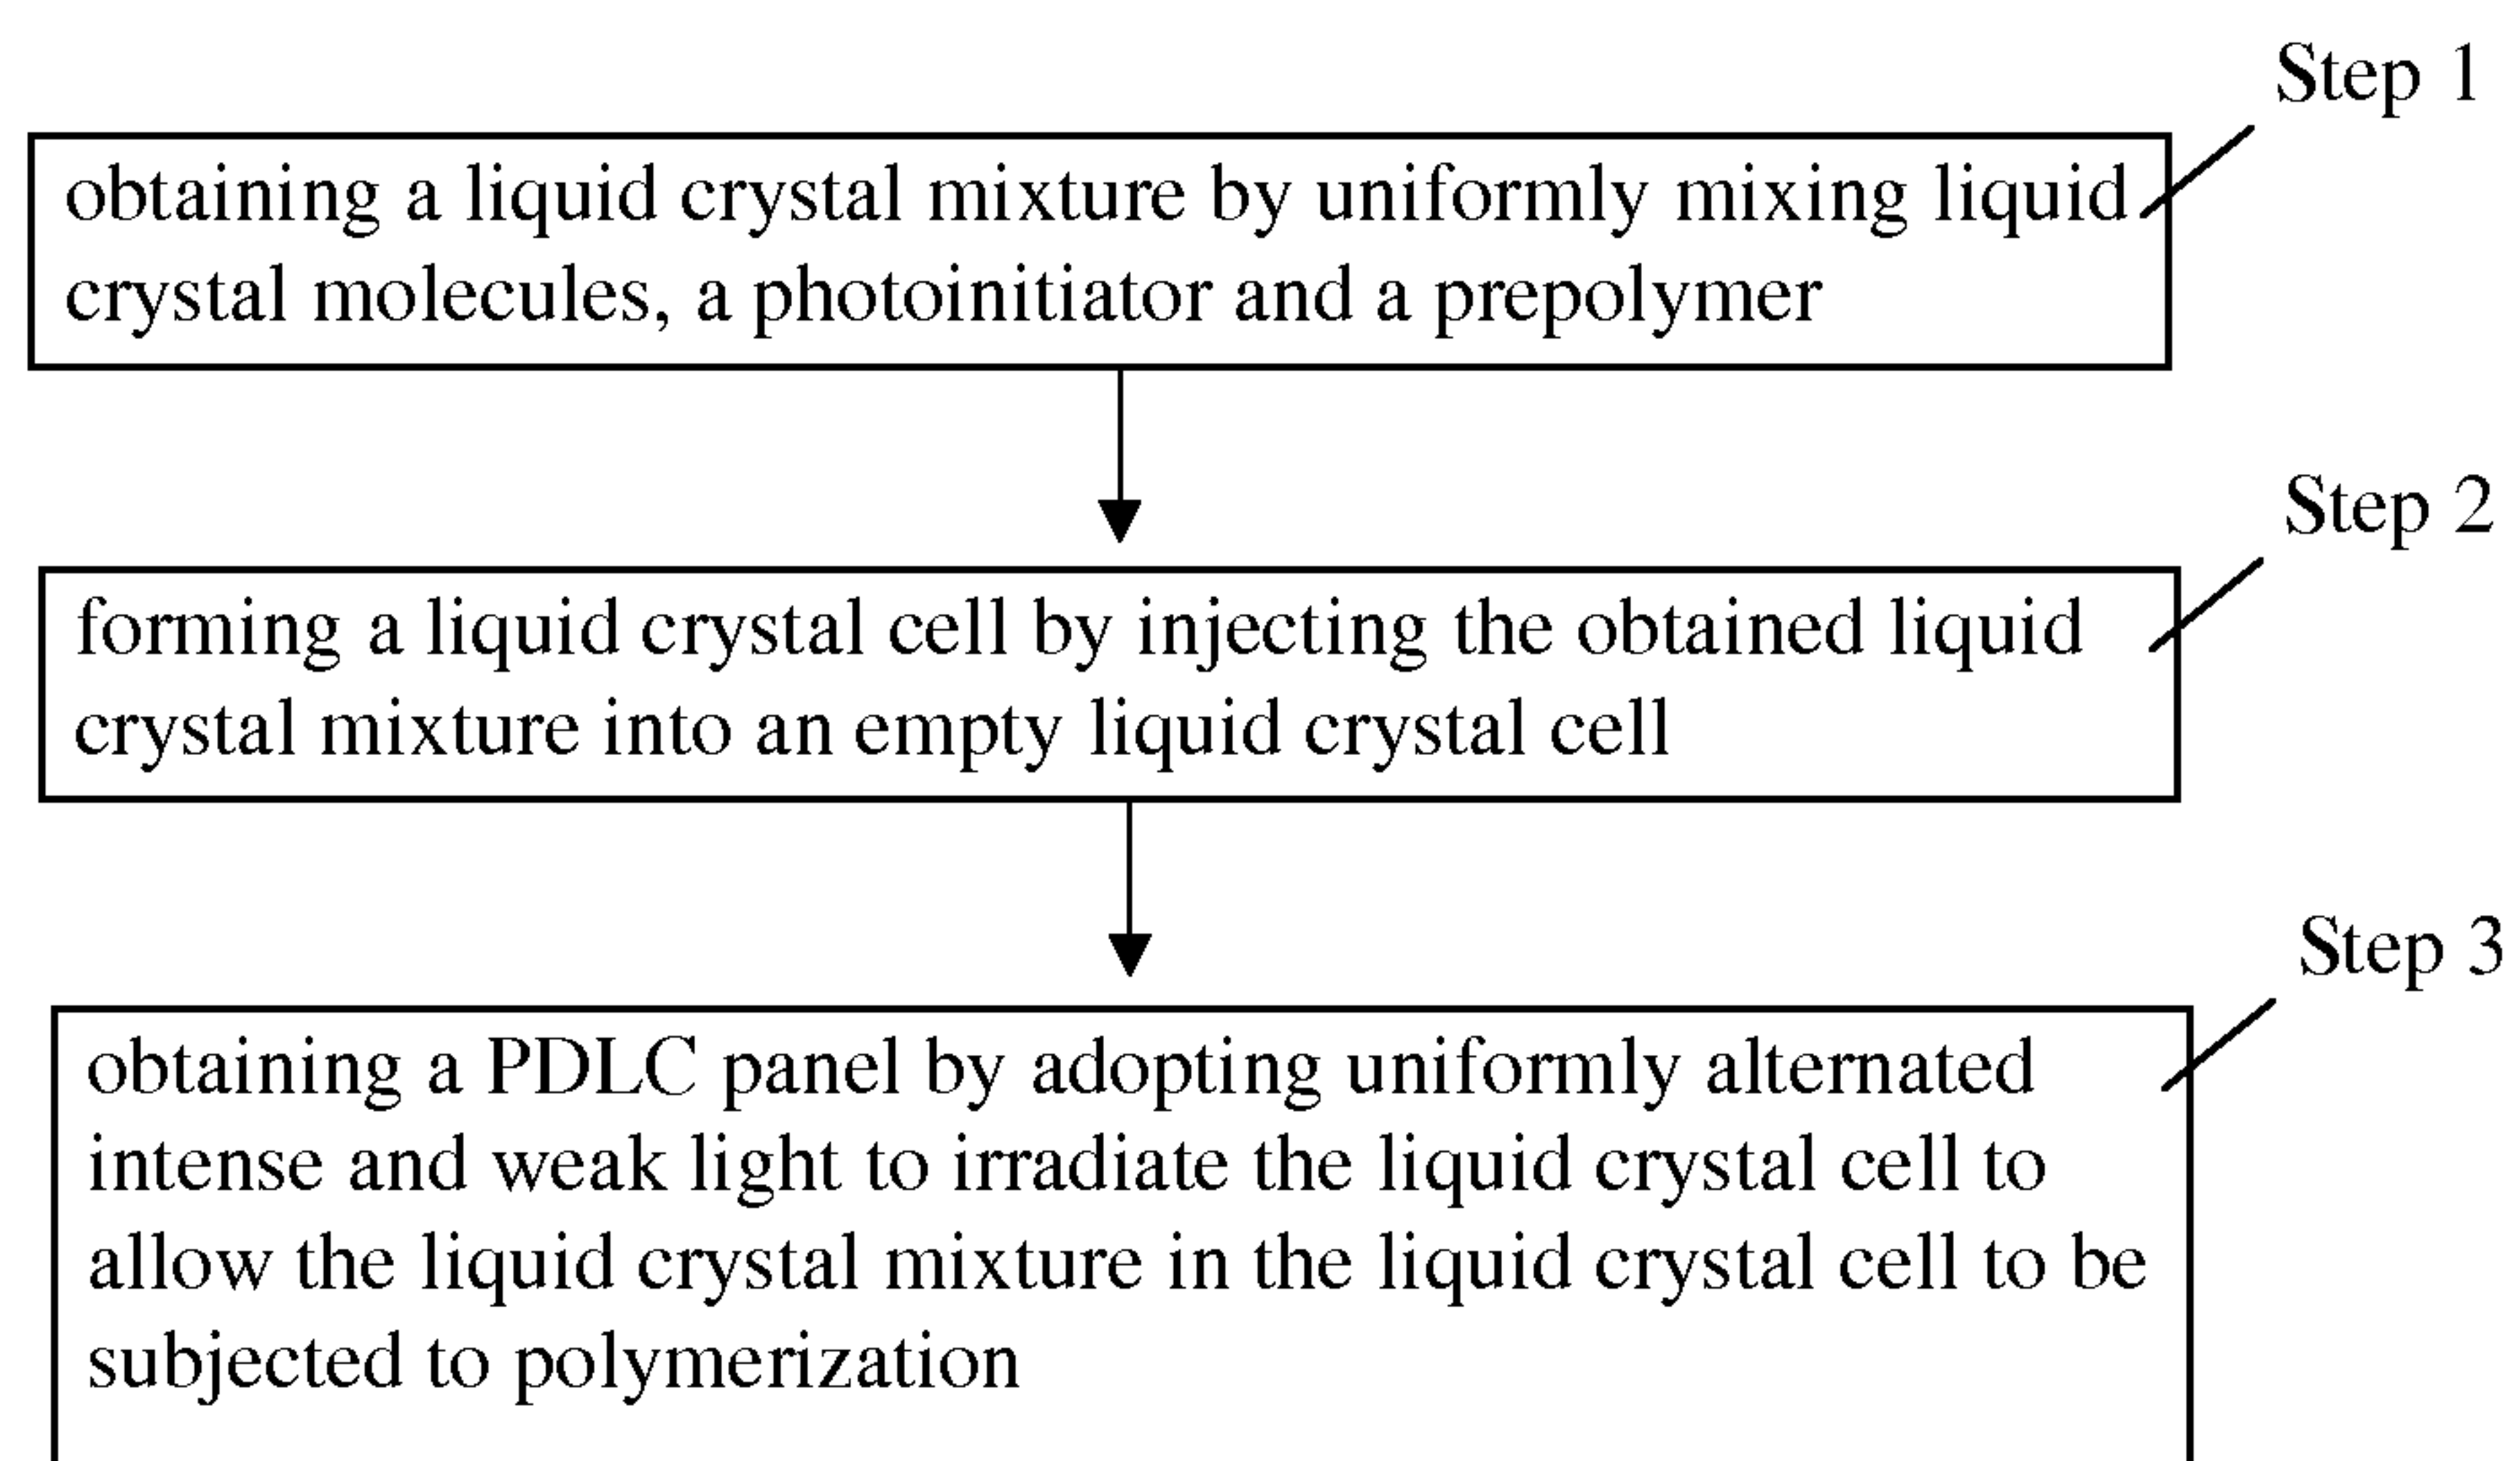 Step 1
obtaining a liquid crystal mixture by uniformly mixing liquid
crystal molecules, a photoinitiator and a prepolymer
Step 2
forming a liquid crystal cell by injecting the obtained liquid
crystal mixture into an empty liquid crystal cell
Step 3
obtaining a PDLC panel by adopting uniformly alternated
intense and weak light to irradiate the liquid crystal cell to
allow the liquid crystal mixture in the liquid crystal cell to be
subjected to polymerization